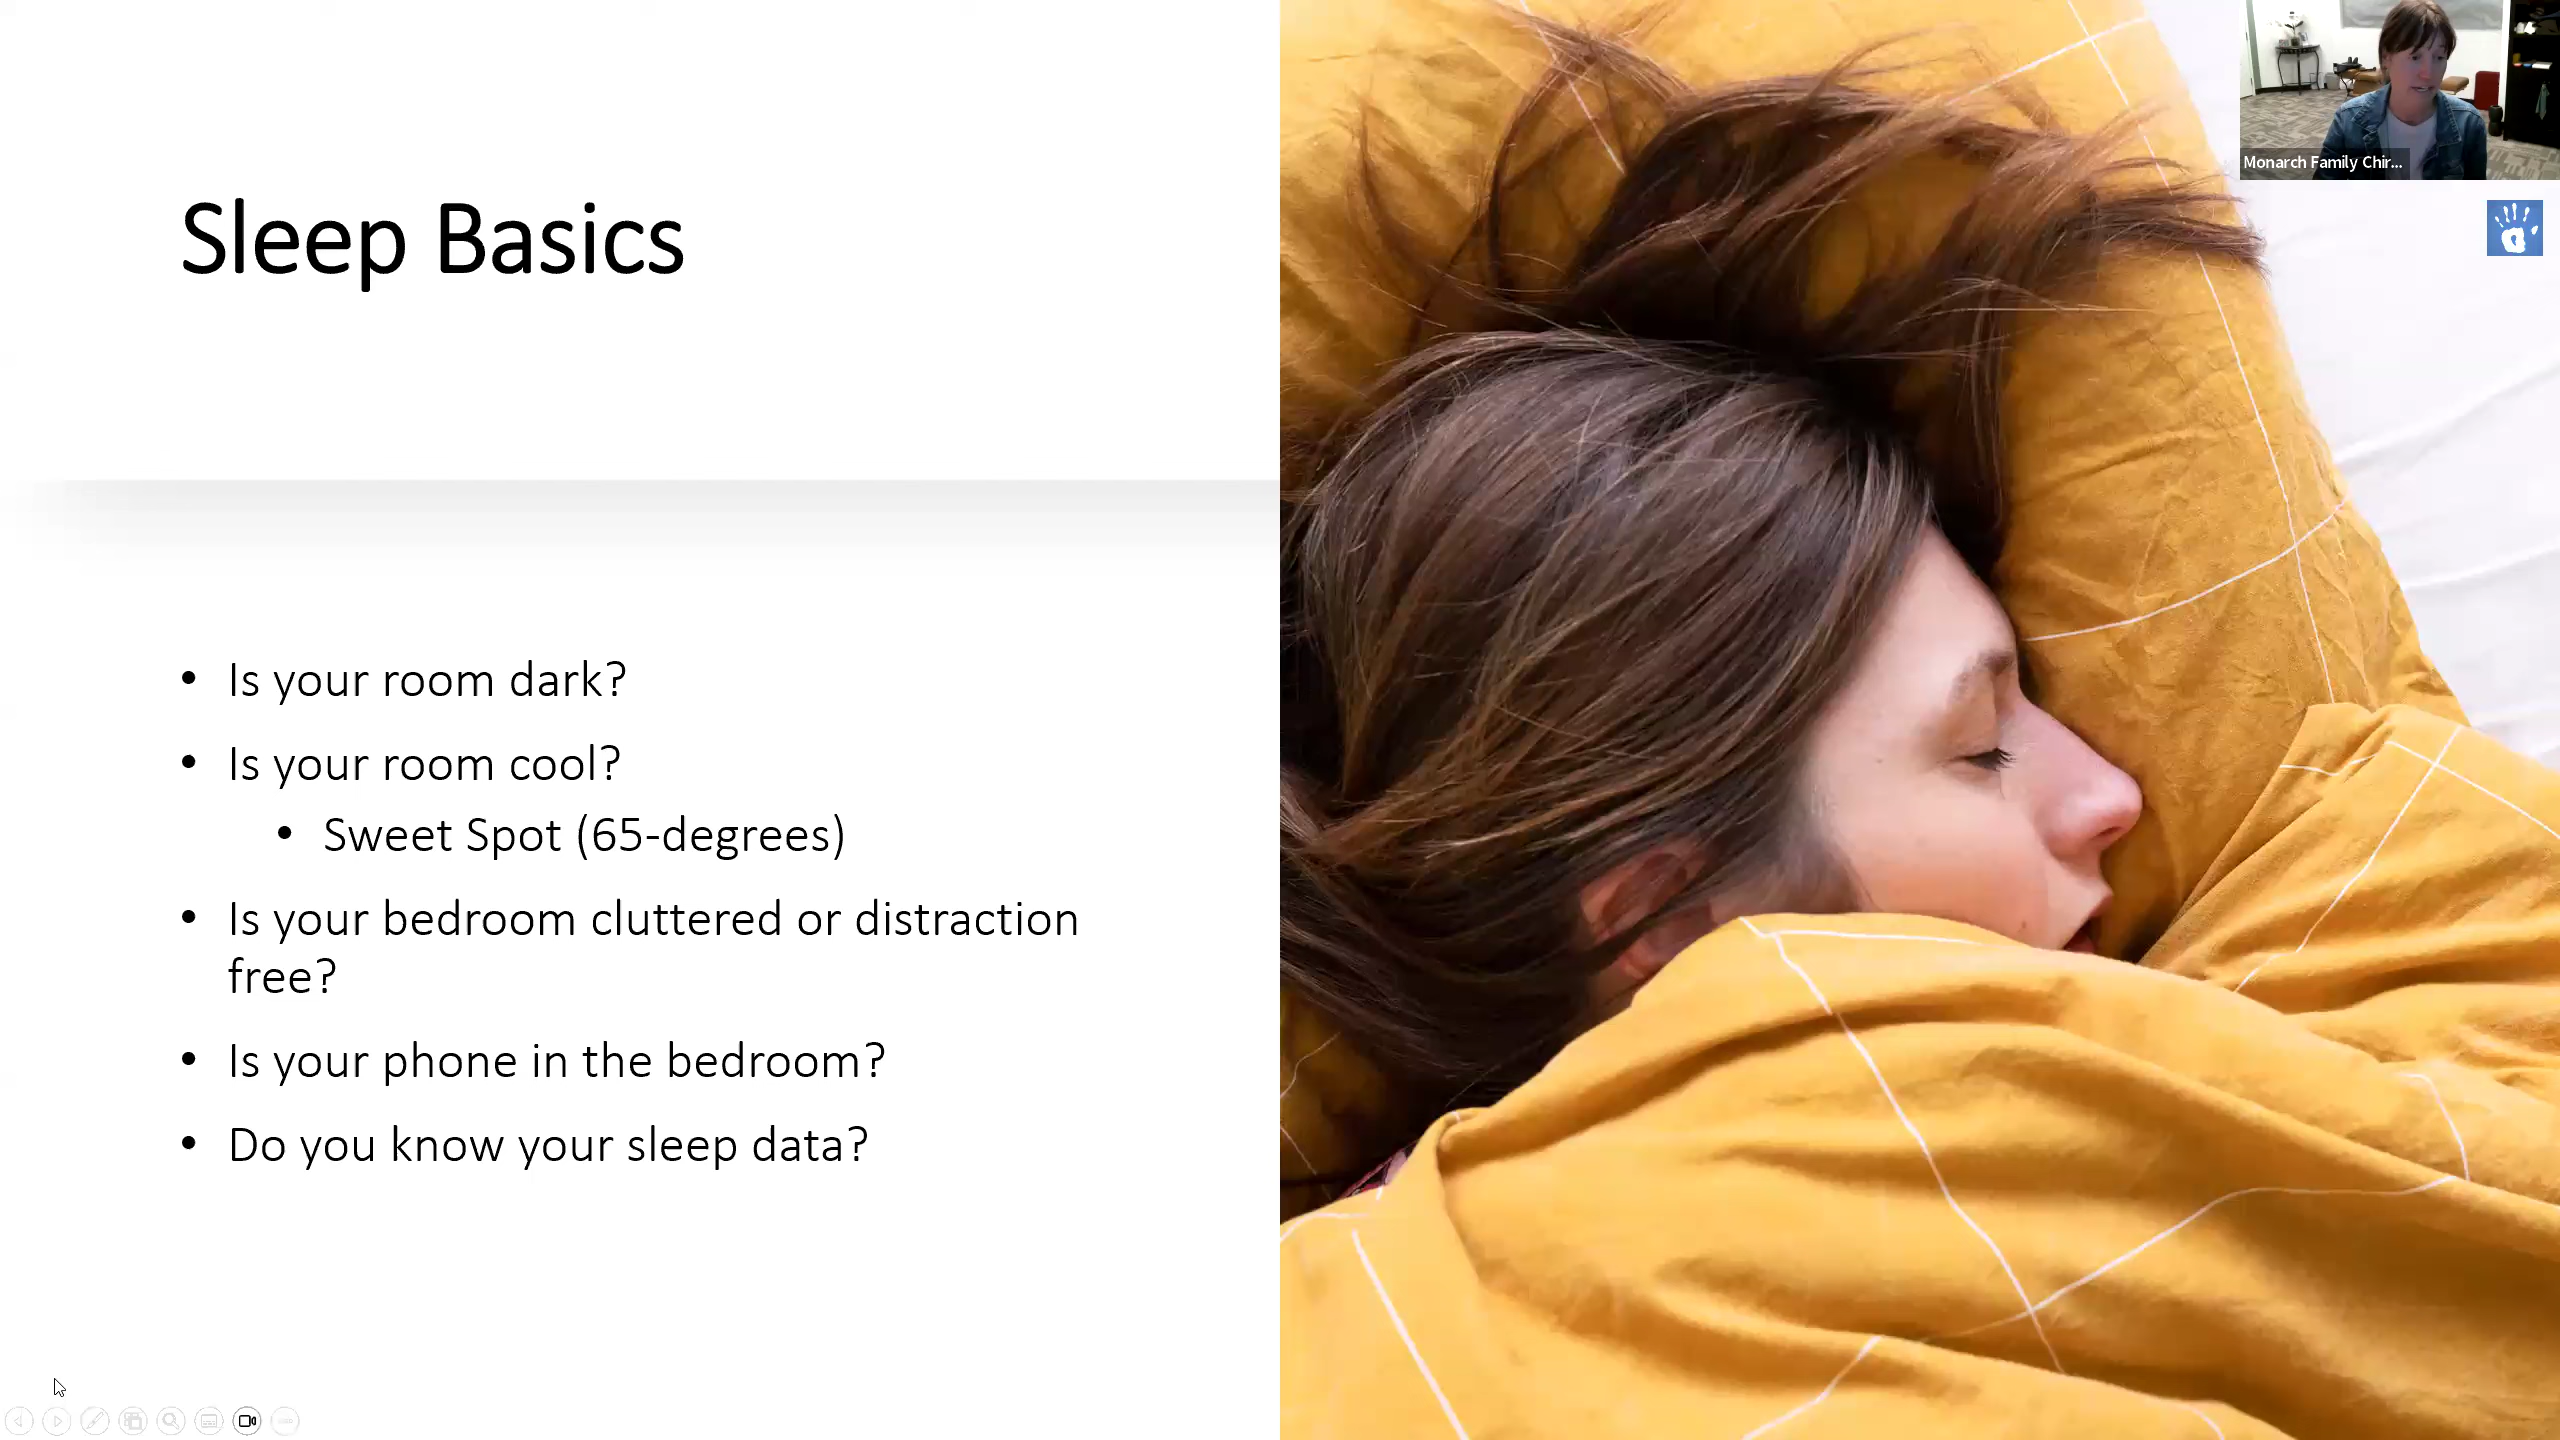 Sleep Basics
• Is your room dark?
• Is your room cool?
• Sweet Spot (65-degrees)
• Is your bedroom cluttered or distraction
free?
• Is your phone in the bedroom?
• Do you know your sleep data?
Monarch Family Chir...